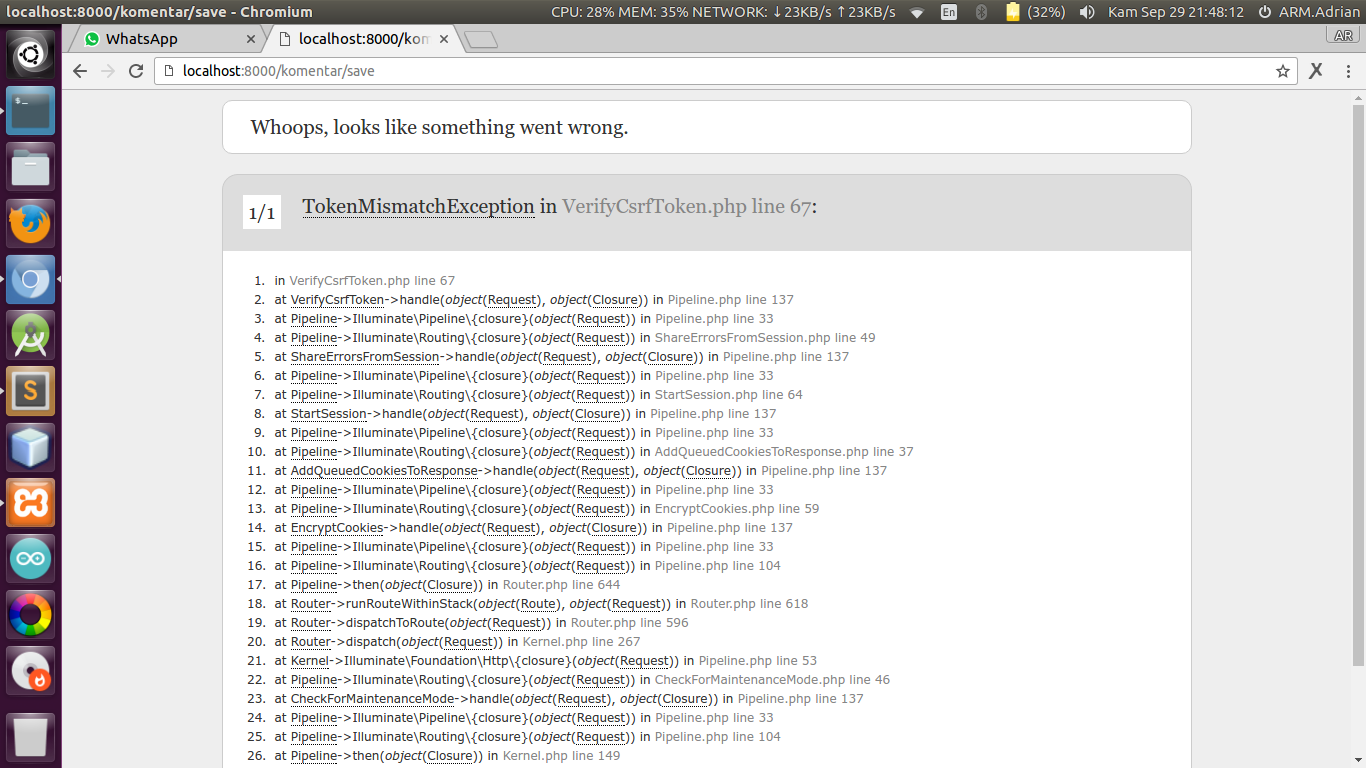 localhost:8000/komentar/save - Chromium CPU: 28% MEM: 35% NETWORK: ↓23KB/s ↑23KB/s En (32%) Kam Sep 29 21:48:12 ARM.Adrian
WhatsApp × localhost:8000/kom × AR
localhost:8000/komentar/save
Whoops, looks like something went wrong.
1/1 TokenMismatchException in VerifyCsrfToken.php line 67:
1. in VerifyCsrfToken.php line 67
2. at VerifyCsrfToken->handle(object(Request), object(Closure)) in Pipeline.php line 137
3. at Pipeline->Illuminate\Pipeline\{closure}(object(Request)) in Pipeline.php line 33
4. at Pipeline->Illuminate\Routing\{closure}(object(Request)) in ShareErrorsFromSession.php line 49
5. at ShareErrorsFromSession->handle(object(Request), object(Closure)) in Pipeline.php line 137
6. at Pipeline->Illuminate\Pipeline\{closure}(object(Request)) in Pipeline.php line 33
7. at Pipeline->Illuminate\Routing\{closure}(object(Request)) in StartSession.php line 64
8. at StartSession->handle(object(Request), object(Closure)) in Pipeline.php line 137
9. at Pipeline->Illuminate\Pipeline\{closure}(object(Request)) in Pipeline.php line 33
10. at Pipeline->Illuminate\Routing\{closure}(object(Request)) in AddQueuedCookiesToResponse.php line 37
11. at AddQueuedCookiesToResponse->handle(object(Request), object(Closure)) in Pipeline.php line 137
12. at Pipeline->Illuminate\Pipeline\{closure}(object(Request)) in Pipeline.php line 33
13. at Pipeline->Illuminate\Routing\{closure}(object(Request)) in EncryptCookies.php line 59
14. at EncryptCookies->handle(object(Request), object(Closure)) in Pipeline.php line 137
15. at Pipeline->Illuminate\Pipeline\{closure}(object(Request)) in Pipeline.php line 33
16. at Pipeline->Illuminate\Routing\{closure}(object(Request)) in Pipeline.php line 104
17. at Pipeline->then(object(Closure)) in Router.php line 644
18. at Router->runRouteWithinStack(object(Route), object(Request)) in Router.php line 618
19. at Router->dispatchToRoute(object(Request)) in Router.php line 596
20. at Router->dispatch(object(Request)) in Kernel.php line 267
21. at Kernel->Illuminate\Foundation\Http\{closure}(object(Request)) in Pipeline.php line 53
22. at Pipeline->Illuminate\Routing\{closure}(object(Request)) in CheckForMaintenanceMode.php line 46
23. at CheckForMaintenanceMode->handle(object(Request), object(Closure)) in Pipeline.php line 137
24. at Pipeline->Illuminate\Pipeline\{closure}(object(Request)) in Pipeline.php line 33
25. at Pipeline->Illuminate\Routing\{closure}(object(Request)) in Pipeline.php line 104
26. at Pipeline->then(object(Closure)) in Kernel.php line 149